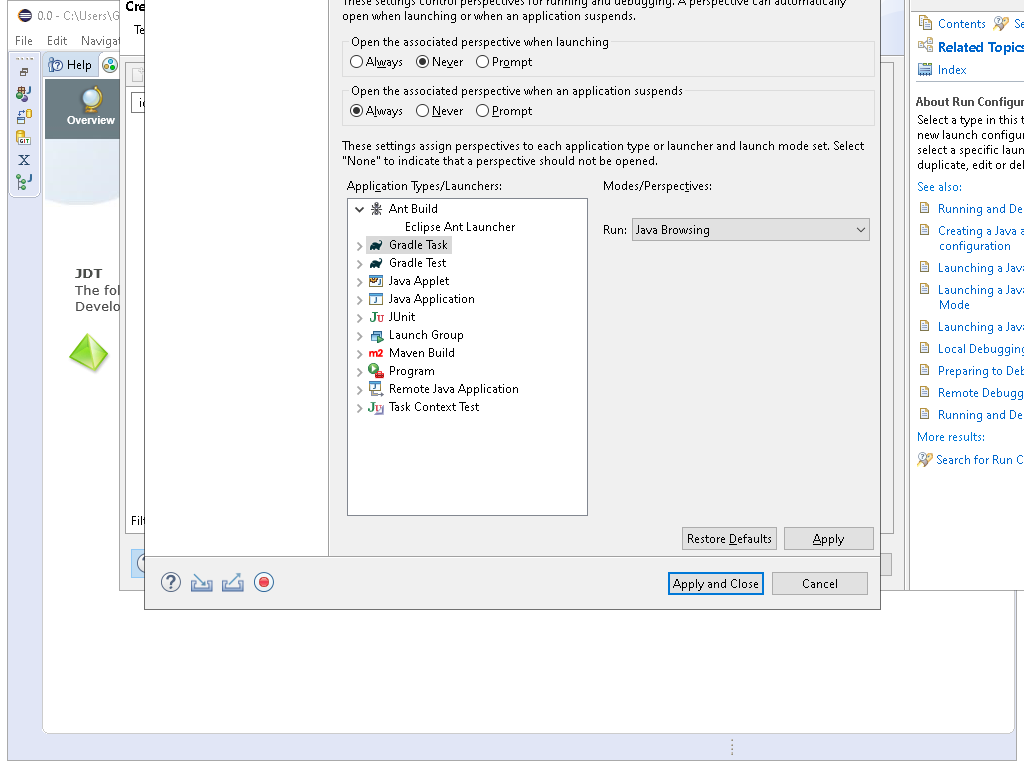 0.0 - C:\Users\G
File Edit Navigat
Help
Overview
JDT
The fol
Develo
Cre
Te
Filt
These settings control perspectives for running and debugging. A perspective can automatically
open when launching or when an application suspends.
Open the associated perspective when launching
Always Never Prompt
Open the associated perspective when an application suspends
Always Never Prompt
These settings assign perspectives to each application type or launcher and launch mode set. Select
"None" to indicate that a perspective should not be opened.
Application Types/Launchers:
Modes/Perspectives:
Ant Build
Eclipse Ant Launcher
Gradle Task
Gradle Test
Java Applet
Java Application
JUnit
Launch Group
Maven Build
Program
Remote Java Application
Task Context Test
Run: Java Browsing
Restore Defaults Apply
Apply and Close Cancel
Contents Se
Related Topics
Index
About Run Configur
Select a type in this t
new launch configur
select a specific laun
duplicate, edit or del
See also:
Running and De
Creating a Java a
configuration
Launching a Java
Launching a Java
Mode
Launching a Java
Local Debugging
Preparing to Deb
Remote Debugg
Running and De
More results:
Search for Run C